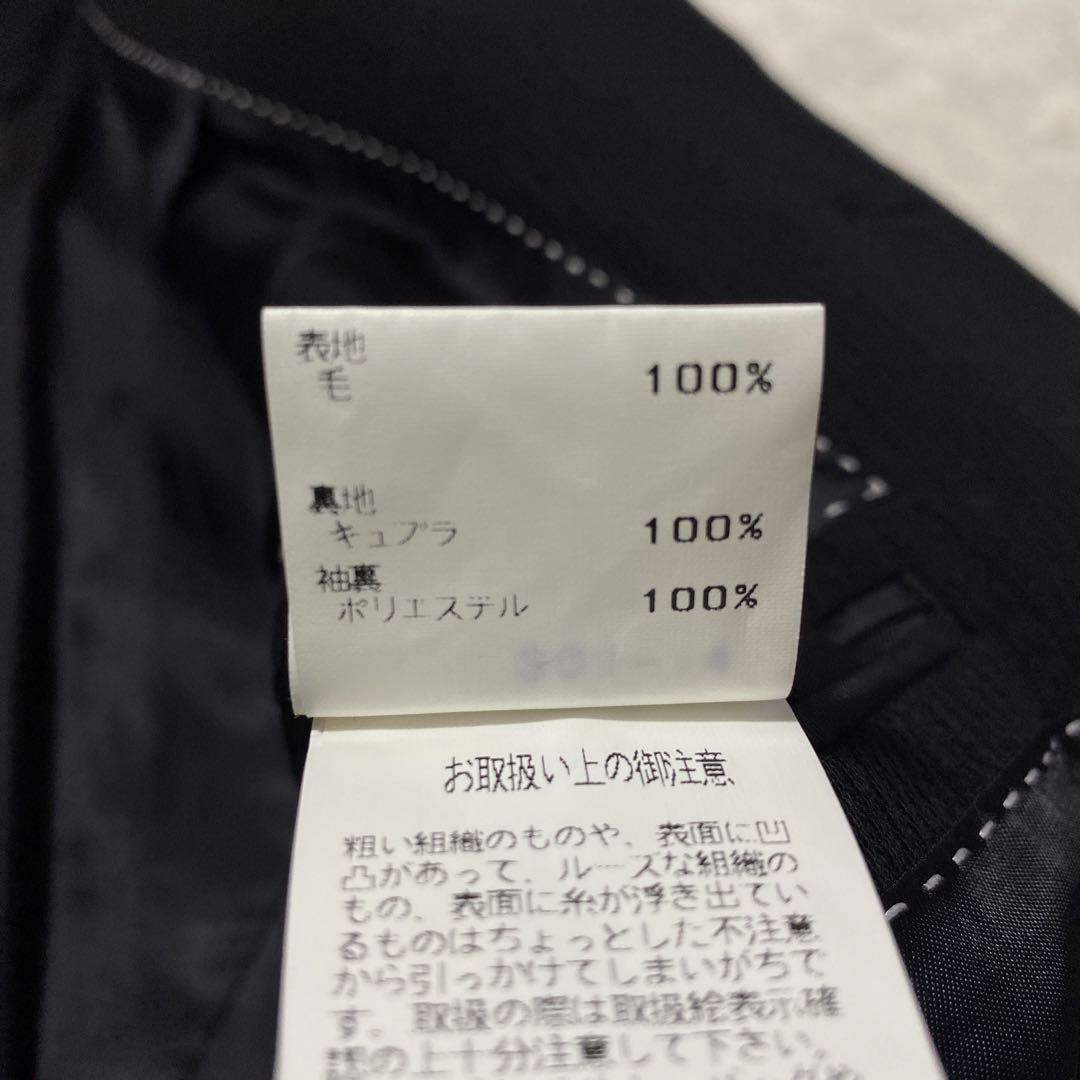 表地
毛 100%
裏地
キュプラ 100%
袖裏
ポリエステル 100%
お取扱い上の御注意
粗い組織のものや、表面に凹
凸があって、ルーズな組織の
もの、表面に糸が浮き出てい
るものはちょっとした不注意
から引っかけてしまいがちで
す。取扱の際は取扱絵表示確
認の上十分注意して下さい。